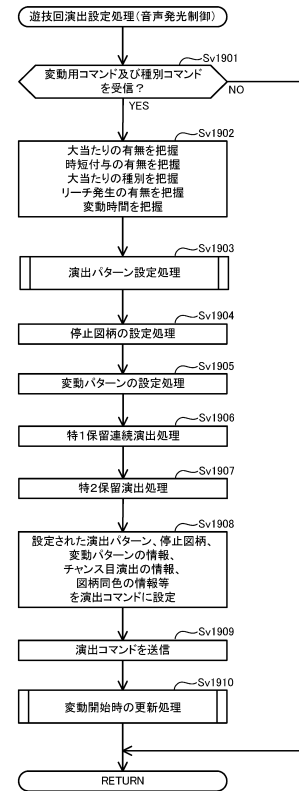 遊技回演出設定処理(音声発光制御)
Sv1901
変動用コマンド及び種別コマンド
を受信?
NO
YES
Sv1902
大当たりの有無を把握
時短付与の有無を把握
大当たりの種別を把握
リーチ発生の有無を把握
変動時間を把握
Sv1903
演出パターン設定処理
Sv1904
停止図柄の設定処理
Sv1905
変動パターンの設定処理
Sv1906
特1保留連続演出処理
Sv1907
特2保留演出処理
Sv1908
設定された演出パターン、停止図柄、
変動パターンの情報、
チャンス目演出の情報、
図柄同色の情報等
を演出コマンドに設定
Sv1909
演出コマンドを送信
Sv1910
変動開始時の更新処理
RETURN